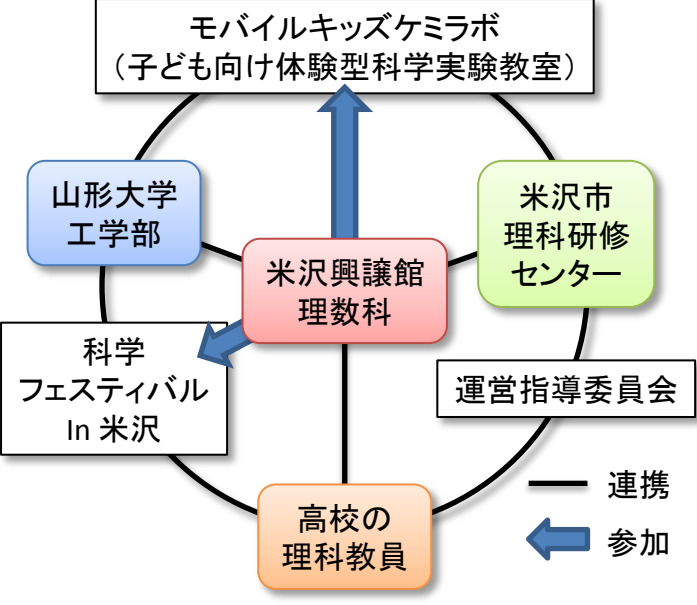 モバイルキッズケミラボ
（子ども向け体験型科学実験教室）
山形大学
工学部
米沢市
理科研修
センター
米沢興譲館
理数科
科学
フェスティバル
In 米沢
運営指導委員会
高校の
理科教員
連携
参加